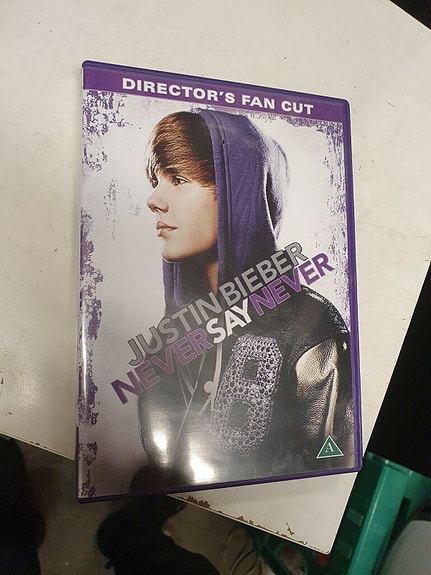 DIRECTOR'S FAN CUT
JUSTIN BIEBER
NEVER SAY NEVER
B
A